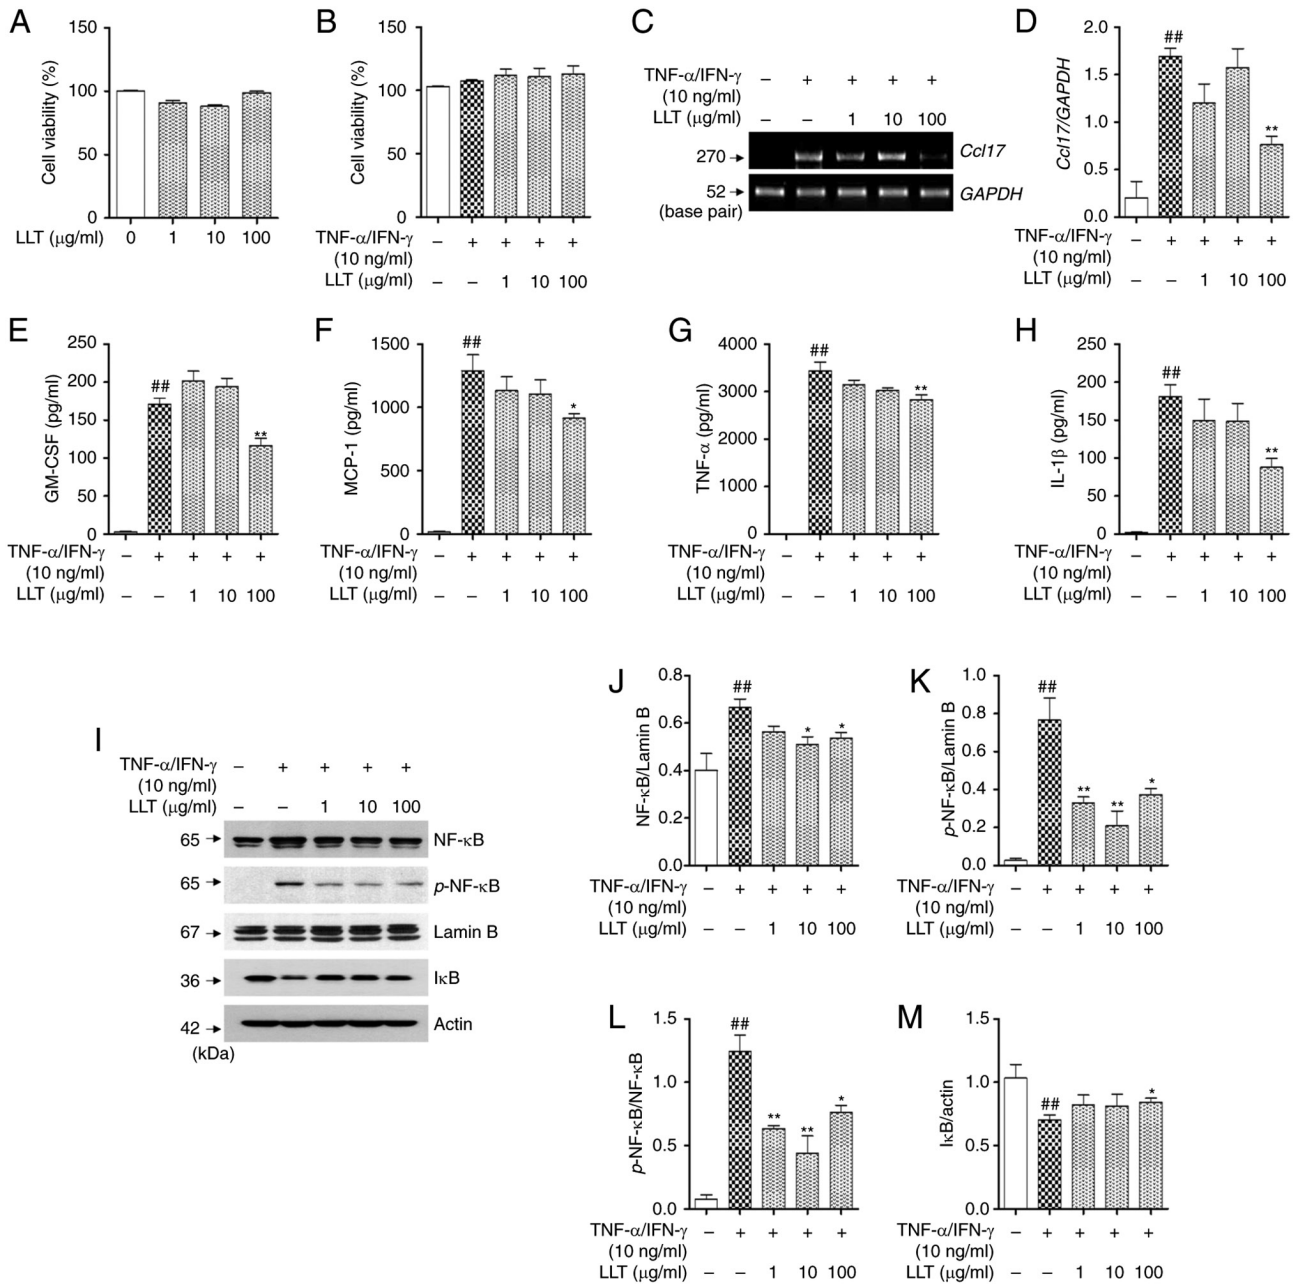 A
Cell viability (%)
150
100
50
0
LLT (μg/ml) 0 1 10 100
B
Cell viability (%)
150
100
50
0
TNF-α/IFN-γ – + + + +
(10 ng/ml)
LLT (μg/ml) – – 1 10 100
C
TNF-α/IFN-γ – + + + +
(10 ng/ml)
LLT (μg/ml) – – 1 10 100
270 Ccl17
52 GAPDH
(base pair)
D
Ccl17/GAPDH
2.0
1.5
1.0
0.5
0.0
##
**
TNF-α/IFN-γ – + + + +
(10 ng/ml)
LLT (μg/ml) – – 1 10 100
E
GM-CSF (pg/ml)
250
200
150
100
50
0
##
**
TNF-α/IFN-γ – + + + +
(10 ng/ml)
LLT (μg/ml) – – 1 10 100
F
MCP-1 (pg/ml)
1500
1000
500
0
##
*
TNF-α/IFN-γ – + + + +
(10 ng/ml)
LLT (μg/ml) – – 1 10 100
G
TNF-α (pg/ml)
4000
3000
2000
1000
0
##
**
TNF-α/IFN-γ – + + + +
(10 ng/ml)
LLT (μg/ml) – – 1 10 100
H
IL-1β (pg/ml)
250
200
150
100
50
0
##
**
TNF-α/IFN-γ – + + + +
(10 ng/ml)
LLT (μg/ml) – – 1 10 100
I
TNF-α/IFN-γ – + + + +
(10 ng/ml)
LLT (μg/ml) – – 1 10 100
65 NF-κB
65 p-NF-κB
67 Lamin B
36 IκB
42 Actin
(kDa)
J
NF-κB/Lamin B
0.8
0.6
0.4
0.2
0.0
##
* *
TNF-α/IFN-γ – + + + +
(10 ng/ml)
LLT (μg/ml) – – 1 10 100
K
p-NF-κB/Lamin B
1.0
0.8
0.6
0.4
0.2
0.0
##
** ** *
TNF-α/IFN-γ – + + + +
(10 ng/ml)
LLT (μg/ml) – – 1 10 100
L
p-NF-κB/NF-κB
1.5
1.0
0.5
0.0
##
** ** *
TNF-α/IFN-γ – + + + +
(10 ng/ml)
LLT (μg/ml) – – 1 10 100
M
IκB/actin
1.5
1.0
0.5
0.0
##
*
TNF-α/IFN-γ – + + + +
(10 ng/ml)
LLT (μg/ml) – – 1 10 100